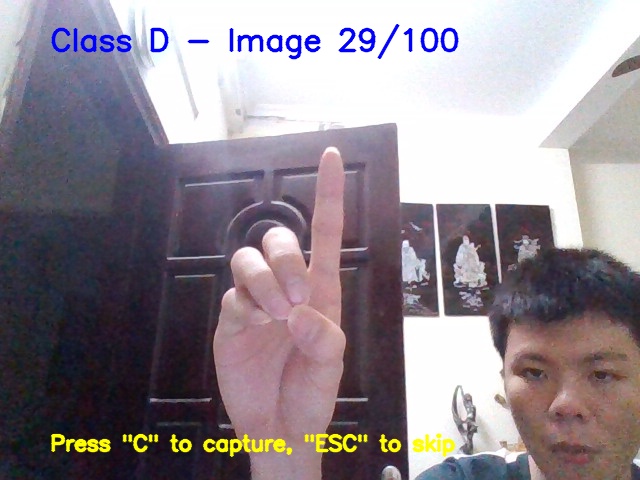 Class D - Image 29/100
Press "C" to capture, "ESC" to skip